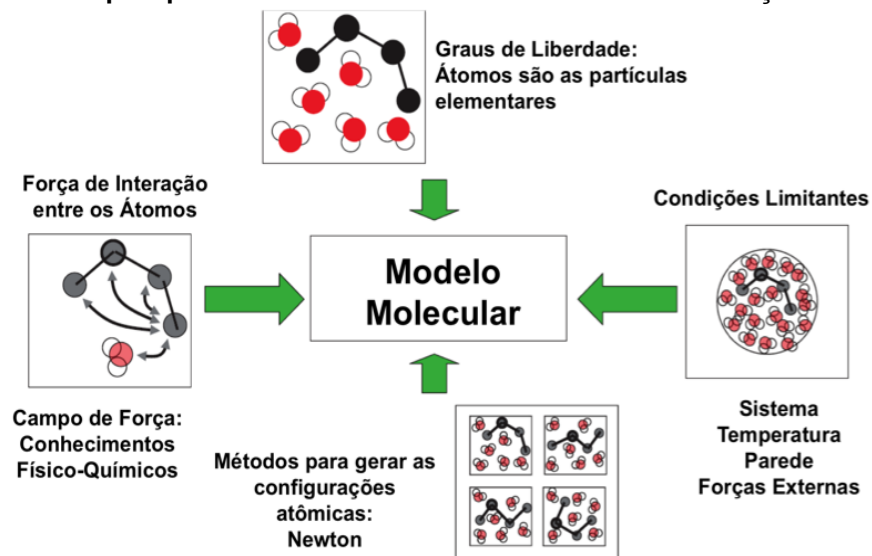 Graus de Liberdade:
Átomos são as partículas
elementares
Força de Interação
entre os Átomos
Condições Limitantes
Modelo
Molecular
Campo de Força:
Conhecimentos
Físico-Químicos
Métodos para gerar as
configurações
atômicas:
Newton
Sistema
Temperatura
Parede
Forças Externas